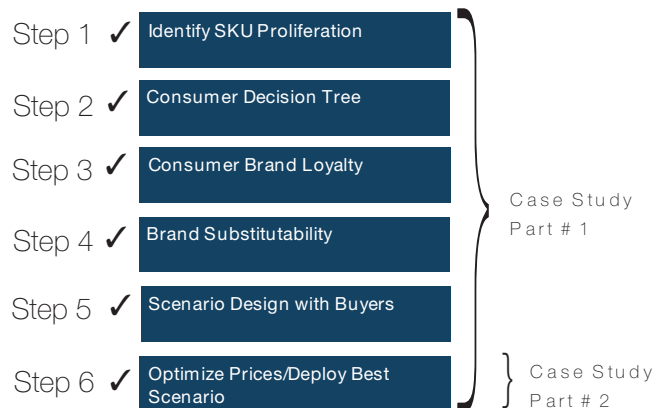 Step 1 ✓ Identify SKU Proliferation
Step 2 ✓ Consumer Decision Tree
Step 3 ✓ Consumer Brand Loyalty
Case Study
Part # 1
Step 4 ✓ Brand Substitutability
Step 5 ✓ Scenario Design with Buyers
Step 6 ✓ Optimize Prices/Deploy Best
Scenario
Case Study
Part # 2